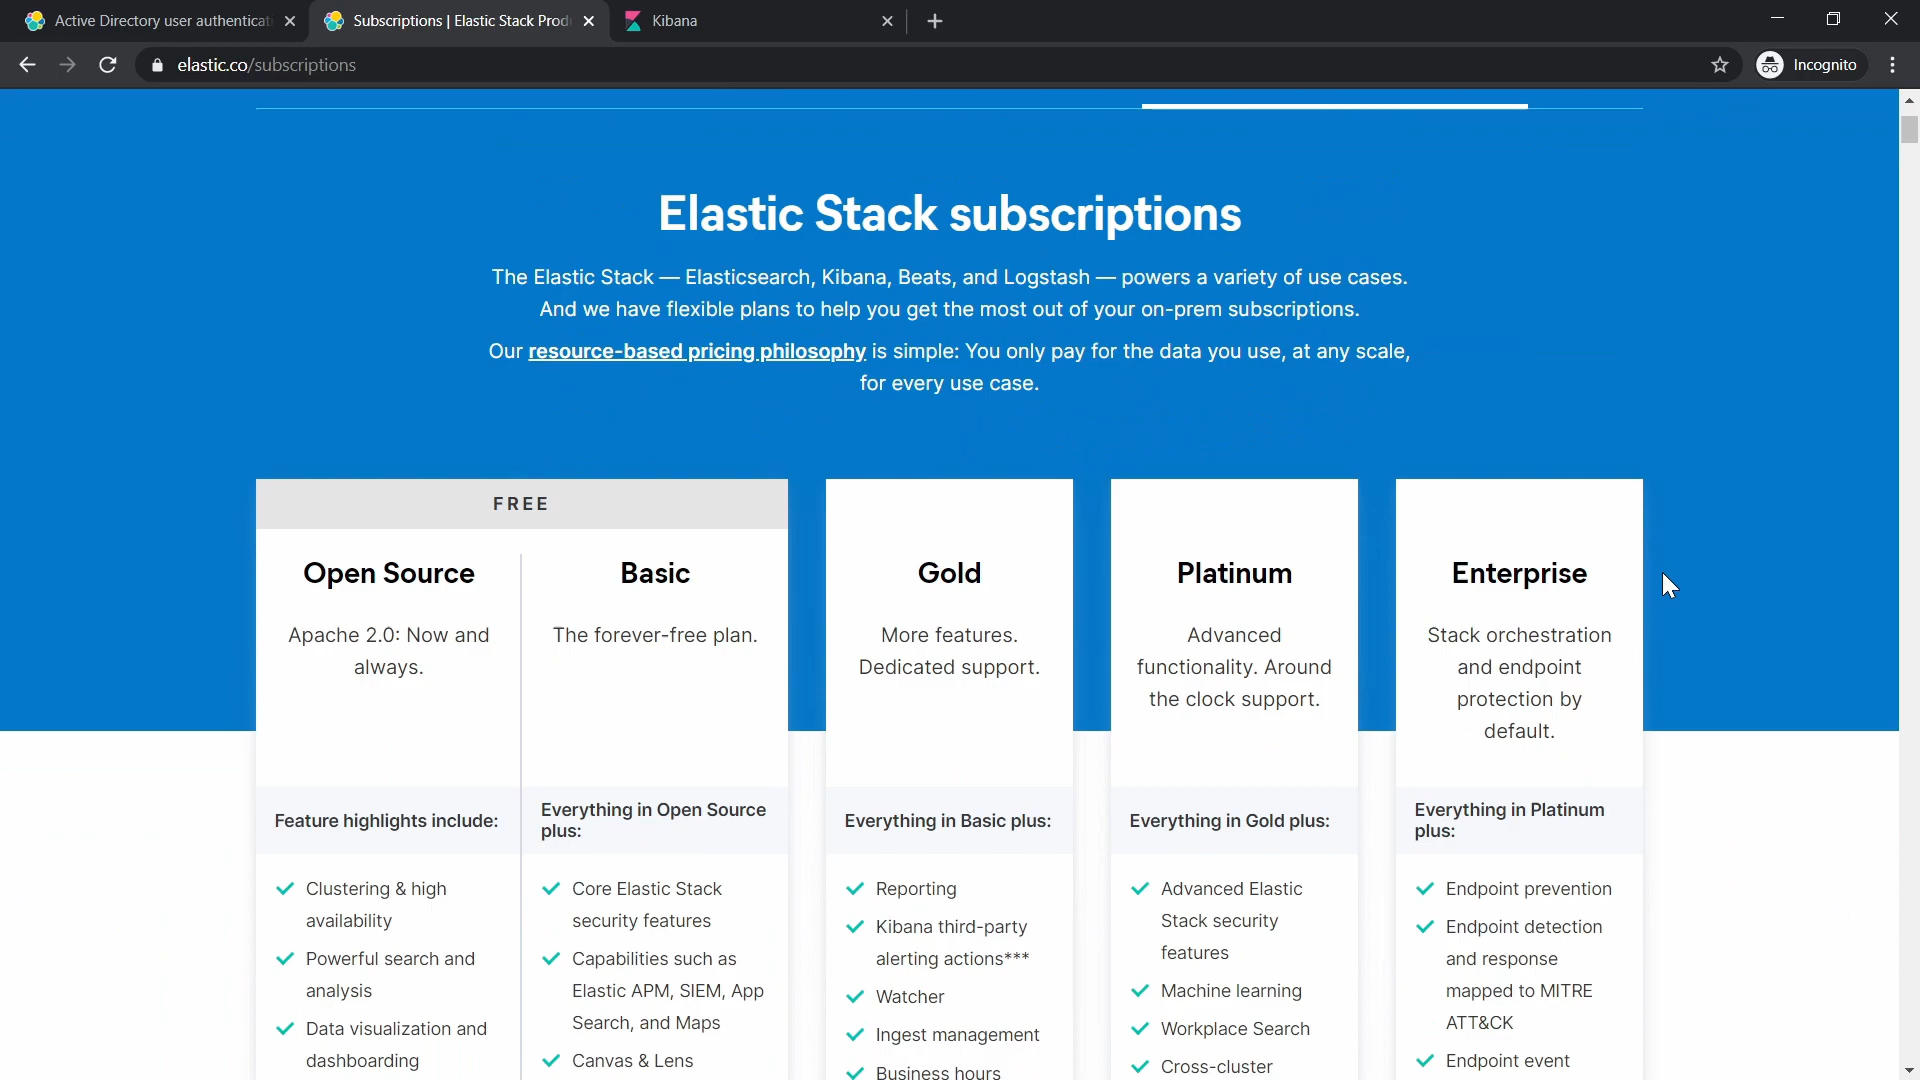 Active Directory user authenticati
Subscriptions | Elastic Stack Prod
Kibana
elastic.co/subscriptions
Incognito
Elastic Stack subscriptions
The Elastic Stack — Elasticsearch, Kibana, Beats, and Logstash — powers a variety of use cases.
And we have flexible plans to help you get the most out of your on-prem subscriptions.
Our resource-based pricing philosophy is simple: You only pay for the data you use, at any scale,
for every use case.
FREE
Open Source
Apache 2.0: Now and
always.
Feature highlights include:
Clustering & high
availability
Powerful search and
analysis
Data visualization and
dashboarding
Basic
The forever-free plan.
Everything in Open Source
plus:
Core Elastic Stack
security features
Capabilities such as
Elastic APM, SIEM, App
Search, and Maps
Canvas & Lens
Gold
More features.
Dedicated support.
Everything in Basic plus:
Reporting
Kibana third-party
alerting actions***
Watcher
Ingest management
Business hours
Platinum
Advanced
functionality. Around
the clock support.
Everything in Gold plus:
Advanced Elastic
Stack security
features
Machine learning
Workplace Search
Cross-cluster
Enterprise
Stack orchestration
and endpoint
protection by
default.
Everything in Platinum
plus:
Endpoint prevention
Endpoint detection
and response
mapped to MITRE
ATT&CK
Endpoint event